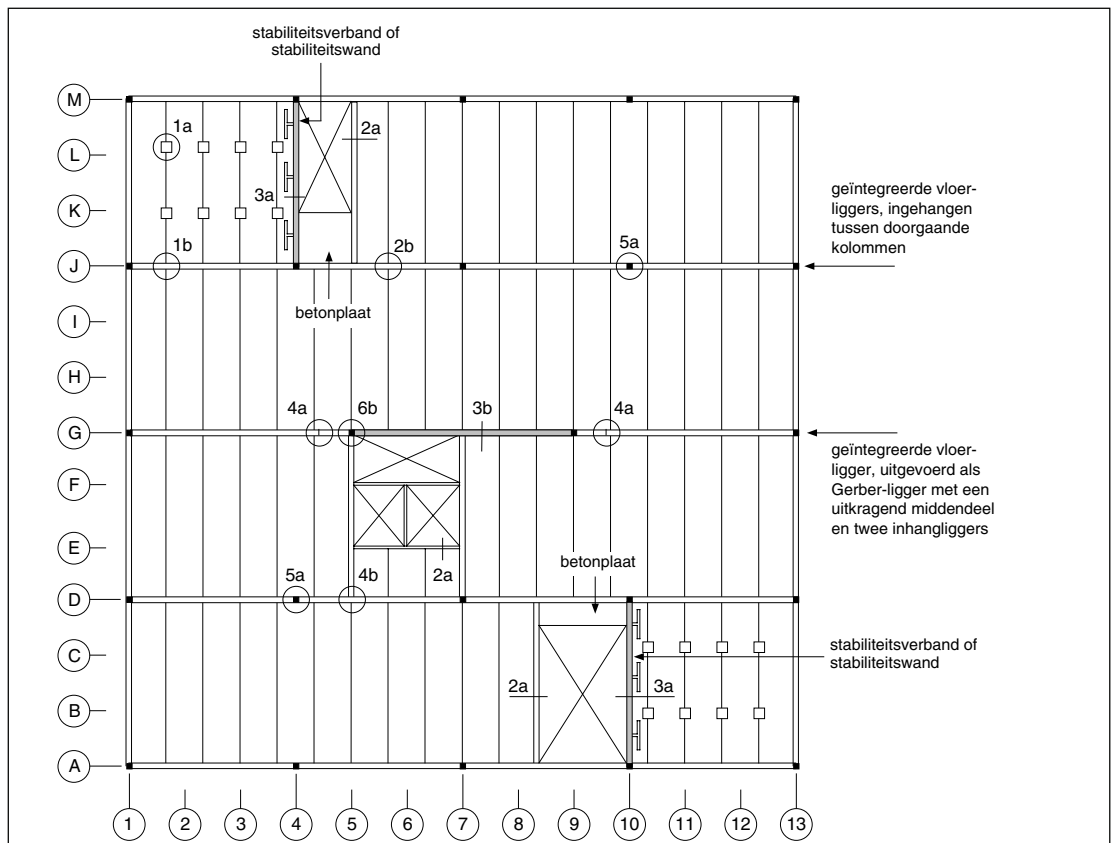 stabiliteitsverband of
stabiliteitswand
M
1a
2a
L
3a
K
geïntegreerde vloer-
liggers, ingehangen
tussen doorgaande
kolommen
1b
2b
5a
J
betonplaat
I
H
4a
6b
3b
4a
G
geïntegreerde vloer-
ligger, uitgevoerd als
Gerber-ligger met een
uitkragend middendeel
en twee inhangliggers
F
E
2a
betonplaat
5a
4b
D
C
stabiliteitsverband of
stabiliteitswand
2a
3a
B
A
1 2 3 4 5 6 7 8 9 10 11 12 13